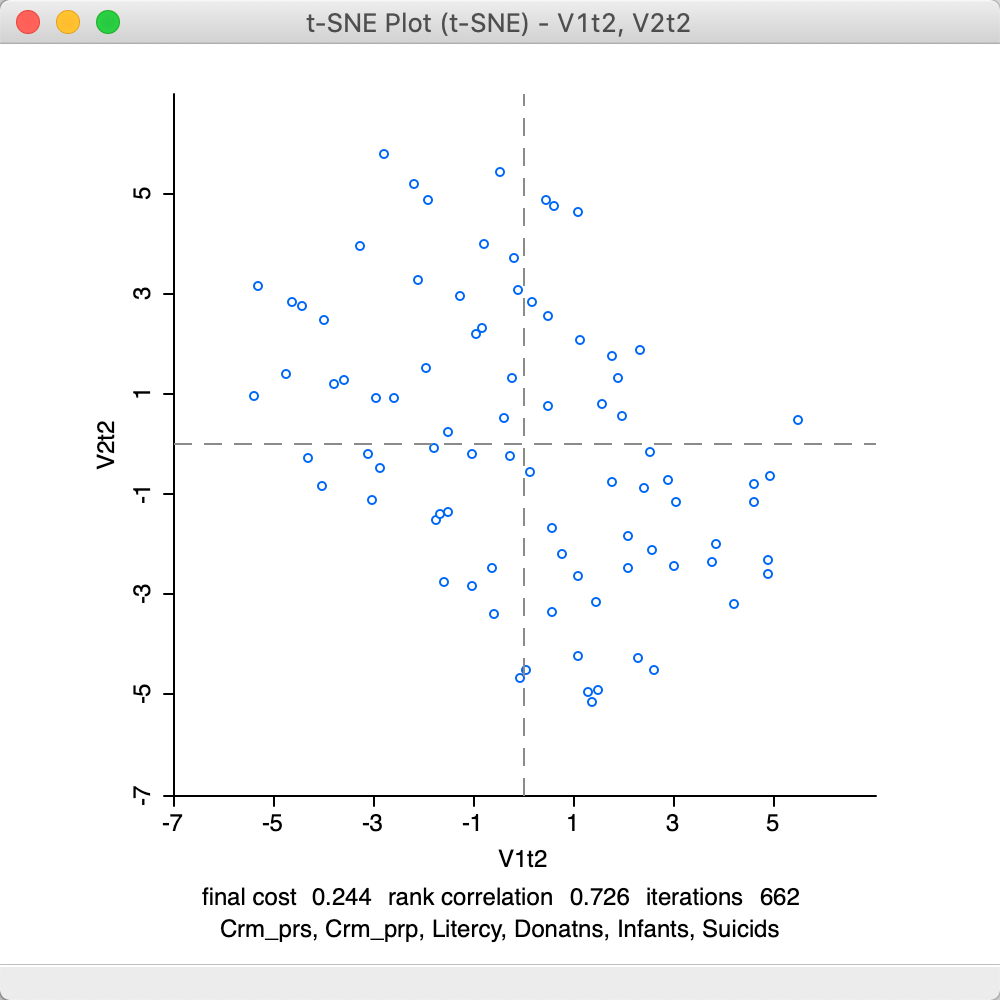 t-SNE Plot (t-SNE) - V1t2, V2t2
5
3
1
-1
-3
-5
-7
V2t2
-7 -5 -3 -1 1 3 5
V1t2
final cost 0.244 rank correlation 0.726 iterations 662
Crm_prs, Crm_prp, Litercy, Donatns, Infants, Suicids